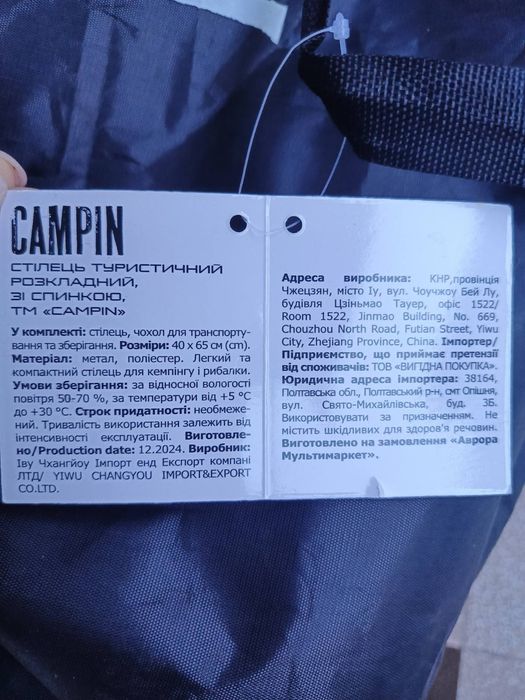 CAMPIN
СТІЛЕЦЬ ТУРИСТИЧНИЙ
РОЗКЛАДНИЙ,
ЗІ СПИНКОЮ,
ТМ «CAMPIN»
У комплекті: стілець, чохол для транспорту-
вання та зберігання. Розміри: 40 х 65 см (cm).
Матеріал: метал, поліестер. Легкий та
компактний стілець для кемпінгу і рибалки.
Умови зберігання: за відносної вологості
повітря 50-70 %, за температури від +5 °C
до +30 °C. Строк придатності: необмеже-
ний. Тривалість використання залежить від
інтенсивності експлуатації. Виготовле-
но/Production date: 12.2024. Виробник:
Іву Чхангйоу Імпорт енд Експорт компані
ЛТД/ YIWU CHANGYOU IMPORT&EXPORT
CO.LTD.
Адреса виробника: КНР,провінція
Чжецзян, місто Іу, вул. Чоучжоу Бей Лу,
будівля Цзіньмао Тауер, офіс 1522/
Room 1522, Jinmao Building, No. 669,
Chouzhou North Road, Futian Street, Yiwu
City, Zhejiang Province, China. Імпортер/
Підприємство, що приймає претензії
від споживачів: ТОВ «ВИГІДНА ПОКУПКА».
Юридична адреса імпортера: 38164,
Полтавська обл., Полтавський р-н, смт Опішня,
вул. Свято-Михайлівська, буд. 3Б.
Використовувати за призначенням. Не
містить шкідливих для здоров'я речовин.
Виготовлено на замовлення «Аврора
Мультимаркет».